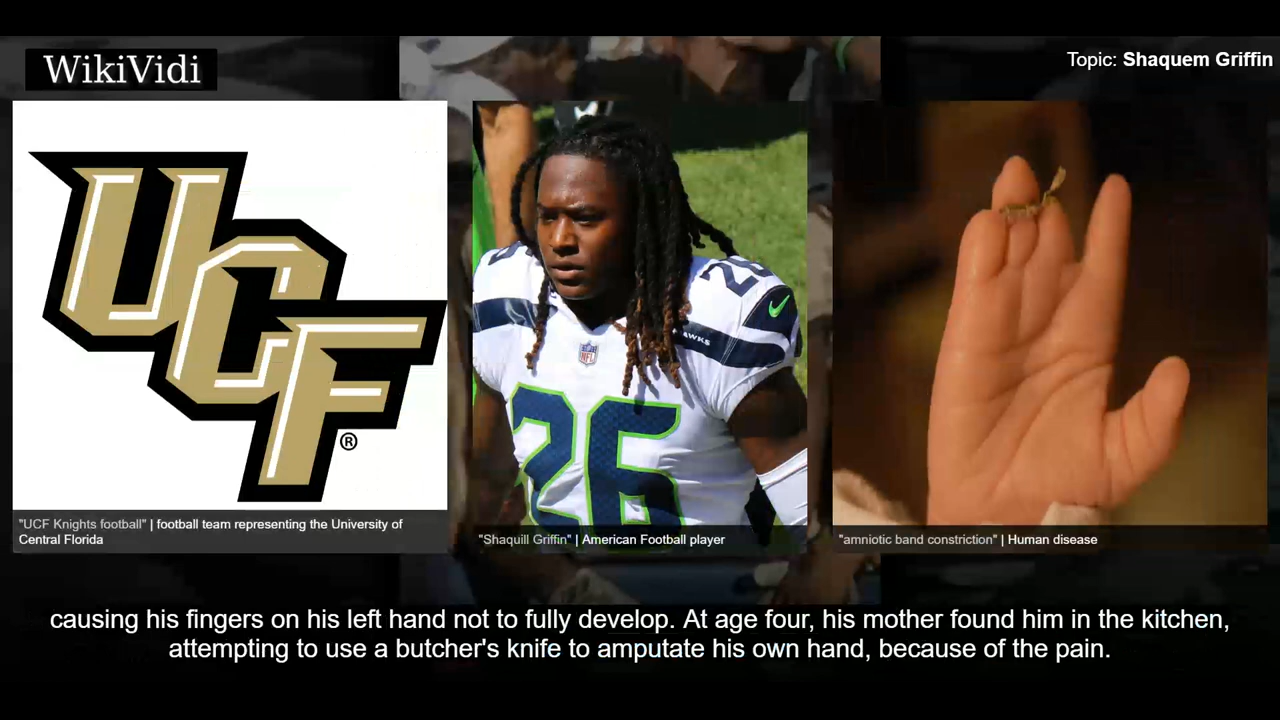 WikiVidi
Topic: Shaquem Griffin
UCF
®
26
26
HAWKS
NFL
"UCF Knights football" | football team representing the University of
Central Florida
"Shaquill Griffin" | American Football player
"amniotic band constriction" | Human disease
causing his fingers on his left hand not to fully develop. At age four, his mother found him in the kitchen,
attempting to use a butcher's knife to amputate his own hand, because of the pain.